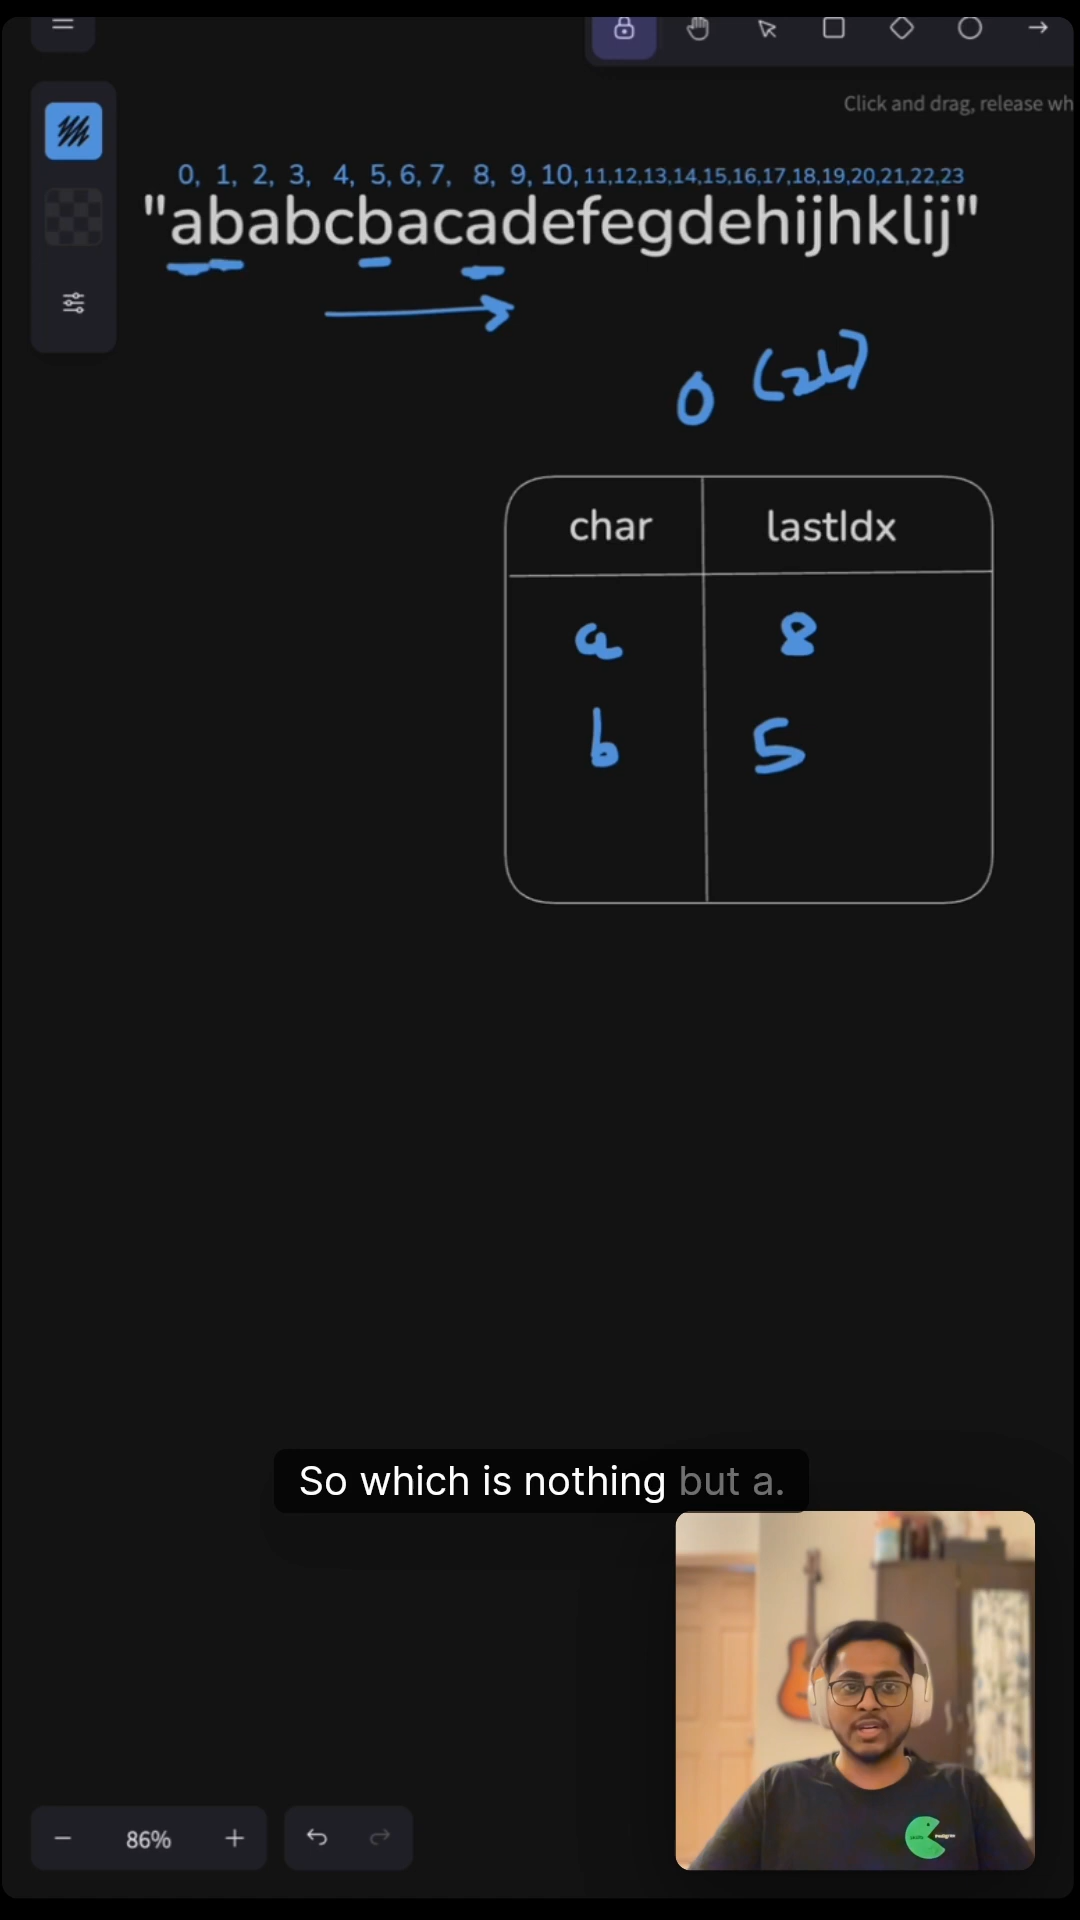 Click and drag, release wh
0, 1, 2, 3, 4, 5, 6, 7, 8, 9, 10, 11,12,13,14,15,16,17,18,19,20,21,22,23
"ababcbacadefegdehijhklij"
0 (26)
char lastIdx
a 8
b 5
So which is nothing but a.
86%